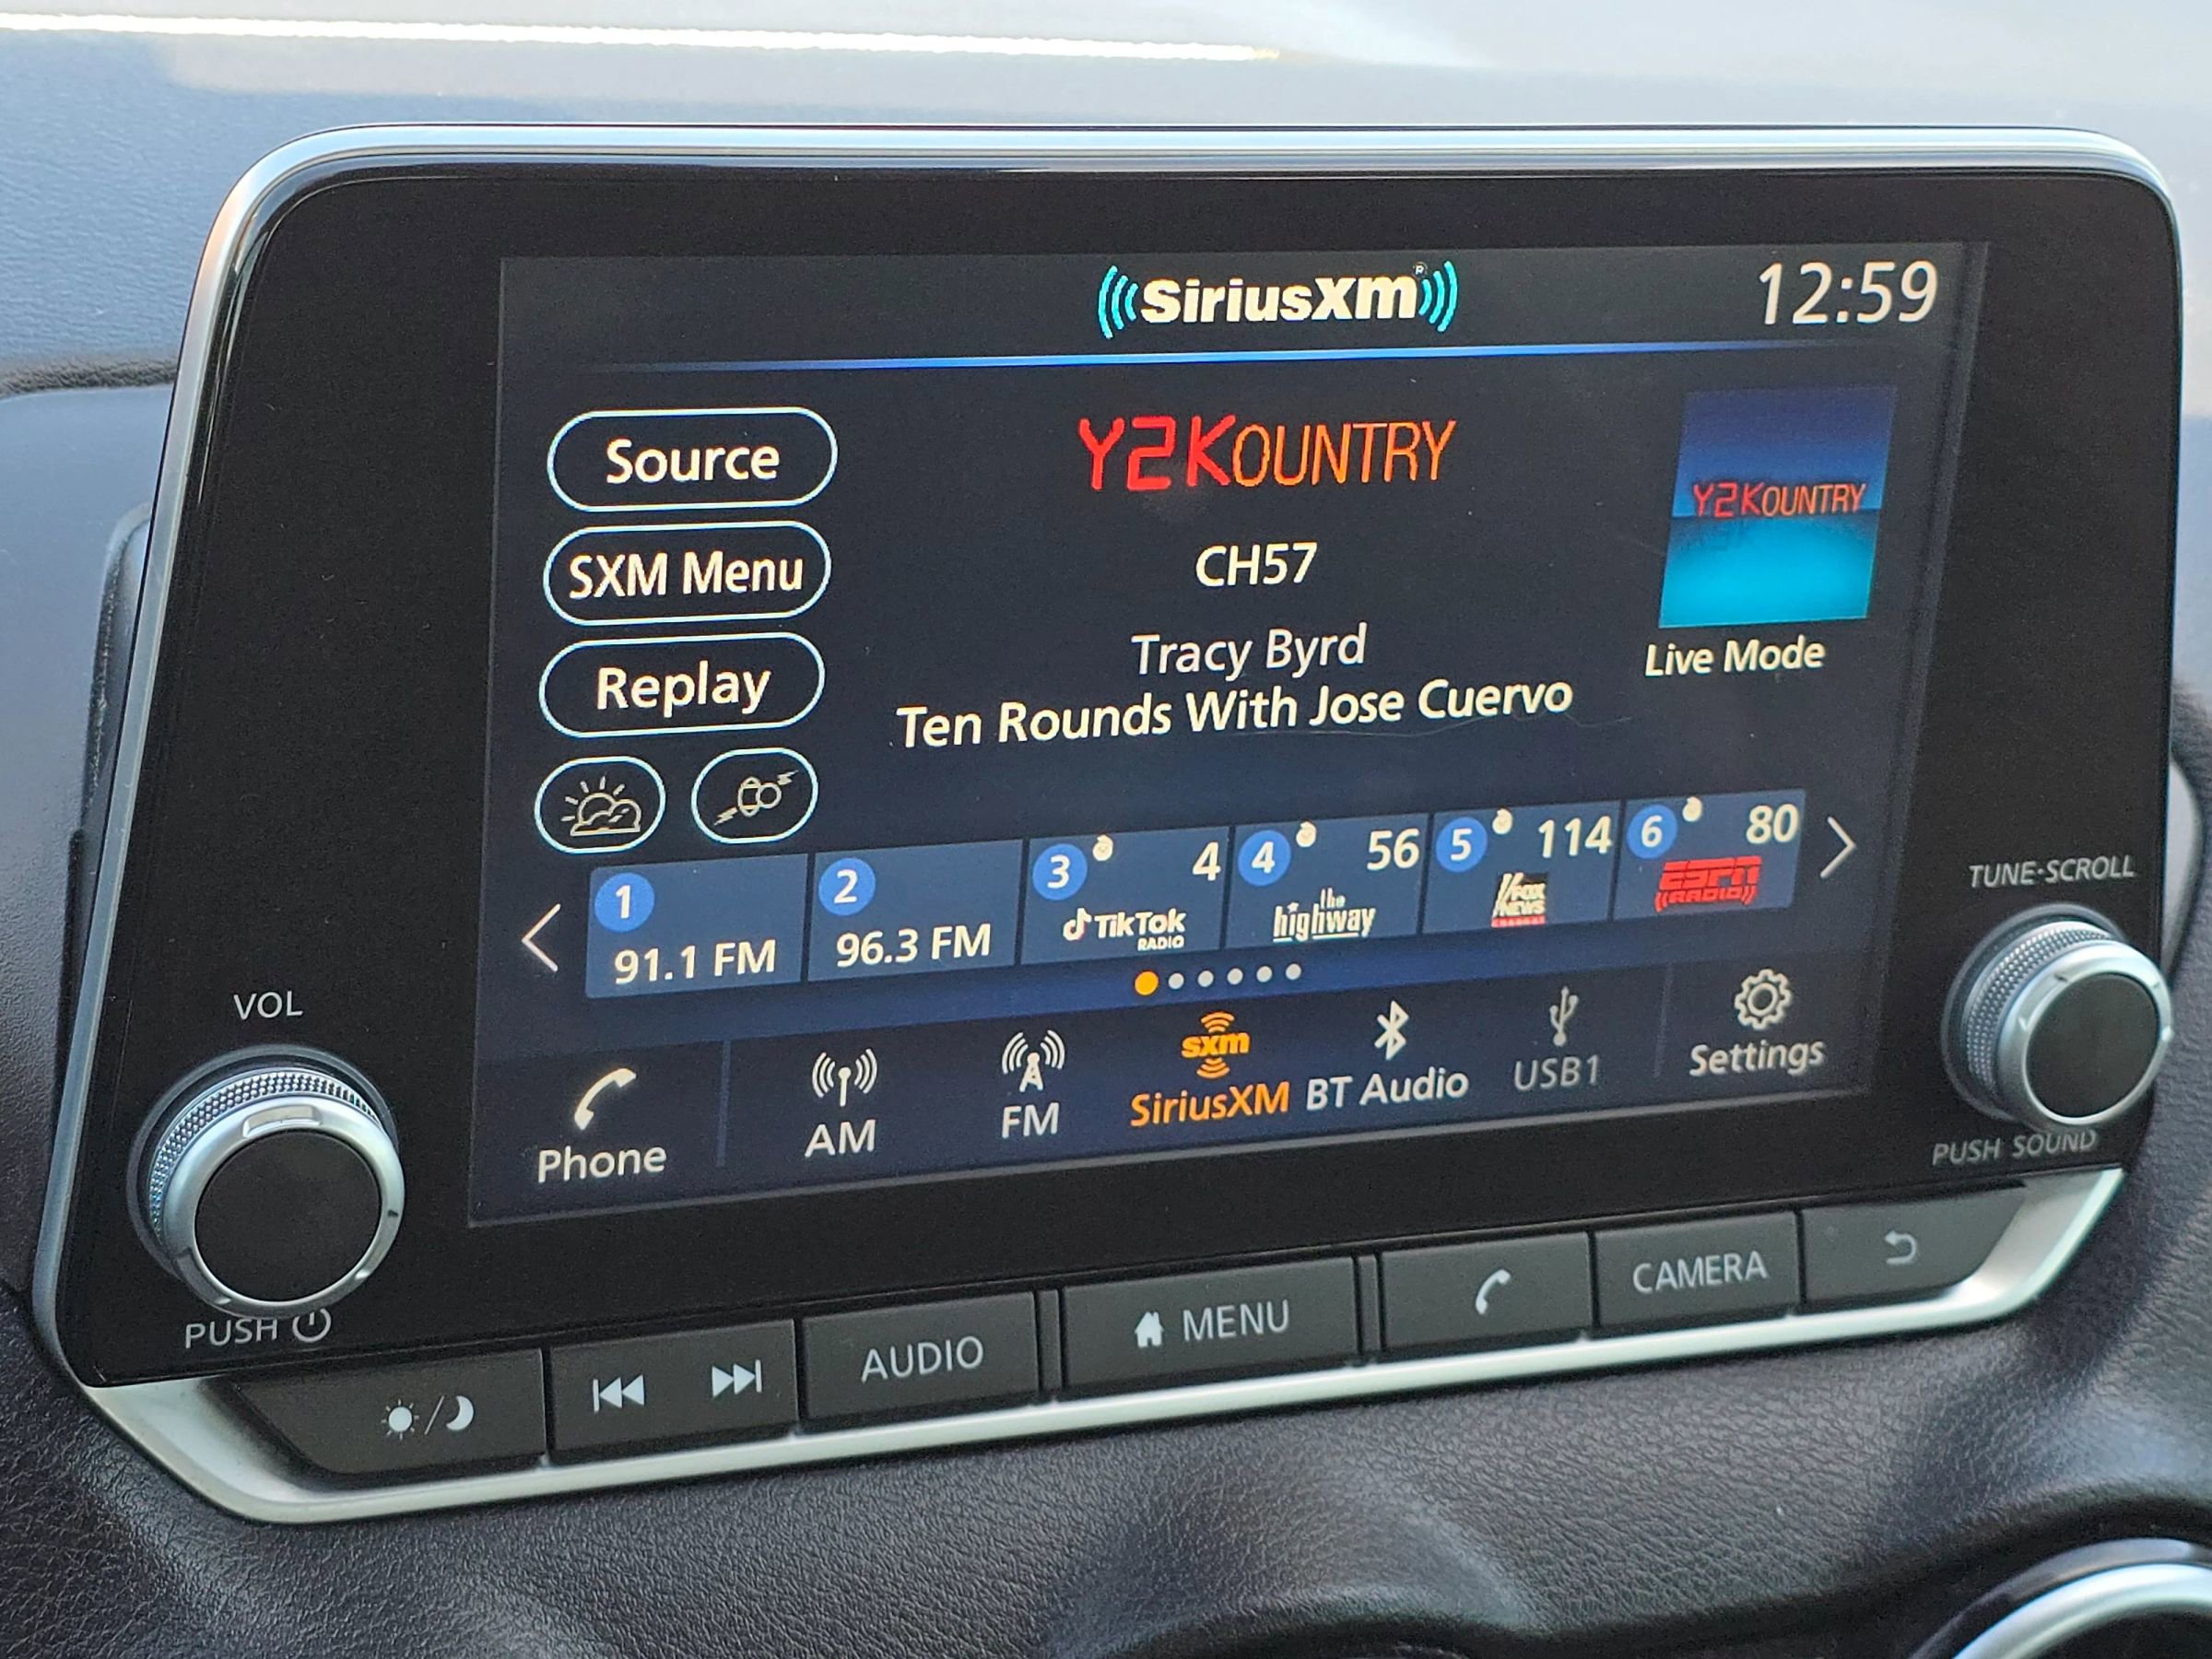 SiriusXM®
12:59
Source
SXM Menu
Replay
Y2KOUNTRY
CH57
Tracy Byrd
Ten Rounds With Jose Cuervo
Y2KOUNTRY
Live Mode
1
91.1 FM
2
96.3 FM
3 4
TikTok
RADIO
4 56
the
highway
5 114
FOX
NEWS
CHANNEL
6 80
ESPN
RADIO
Phone
AM
FM
sxm
SiriusXM
BT Audio
USB1
Settings
VOL
PUSH
TUNE·SCROLL
PUSH SOUND
AUDIO
MENU
CAMERA